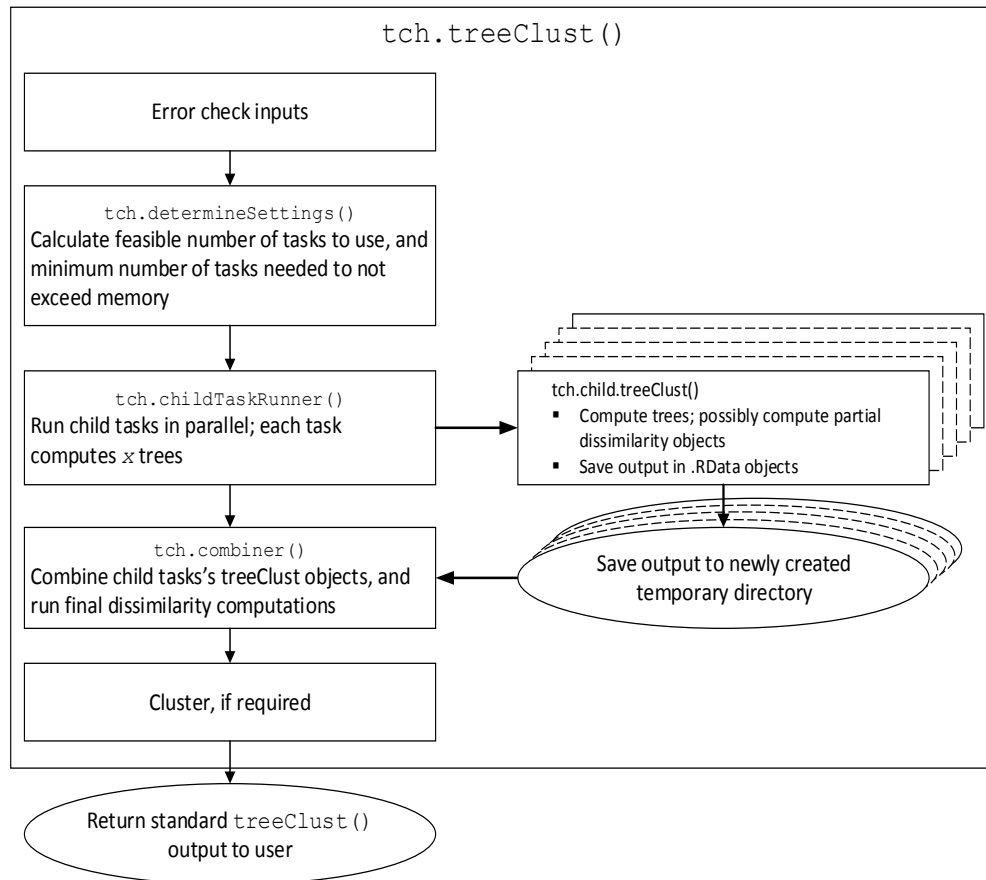 tch.treeClust()
Error check inputs
tch.determineSettings()
Calculate feasible number of tasks to use, and
minimum number of tasks needed to not
exceed memory
tch.childTaskRunner()
Run child tasks in parallel; each task
computes x trees
tch.child.treeClust()
▪ Compute trees; possibly compute partial
dissimilarity objects
▪ Save output in .RData objects
Save output to newly created
temporary directory
tch.combiner()
Combine child tasks's treeClust objects, and
run final dissimilarity computations
Cluster, if required
Return standard treeClust()
output to user